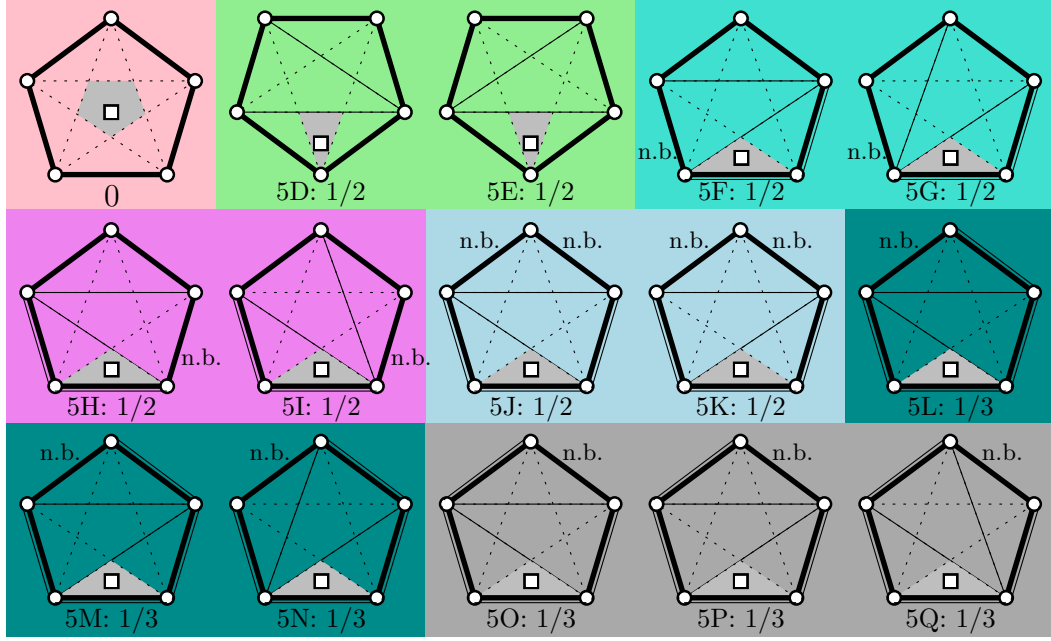 n.b. n.b.
0 5D: 1/2 5E: 1/2 5F: 1/2 5G: 1/2
n.b. n.b. n.b. n.b. n.b.
n.b. n.b.
5H: 1/2 5I: 1/2 5J: 1/2 5K: 1/2 5L: 1/3
n.b. n.b. n.b. n.b. n.b.
5M: 1/3 5N: 1/3 5O: 1/3 5P: 1/3 5Q: 1/3